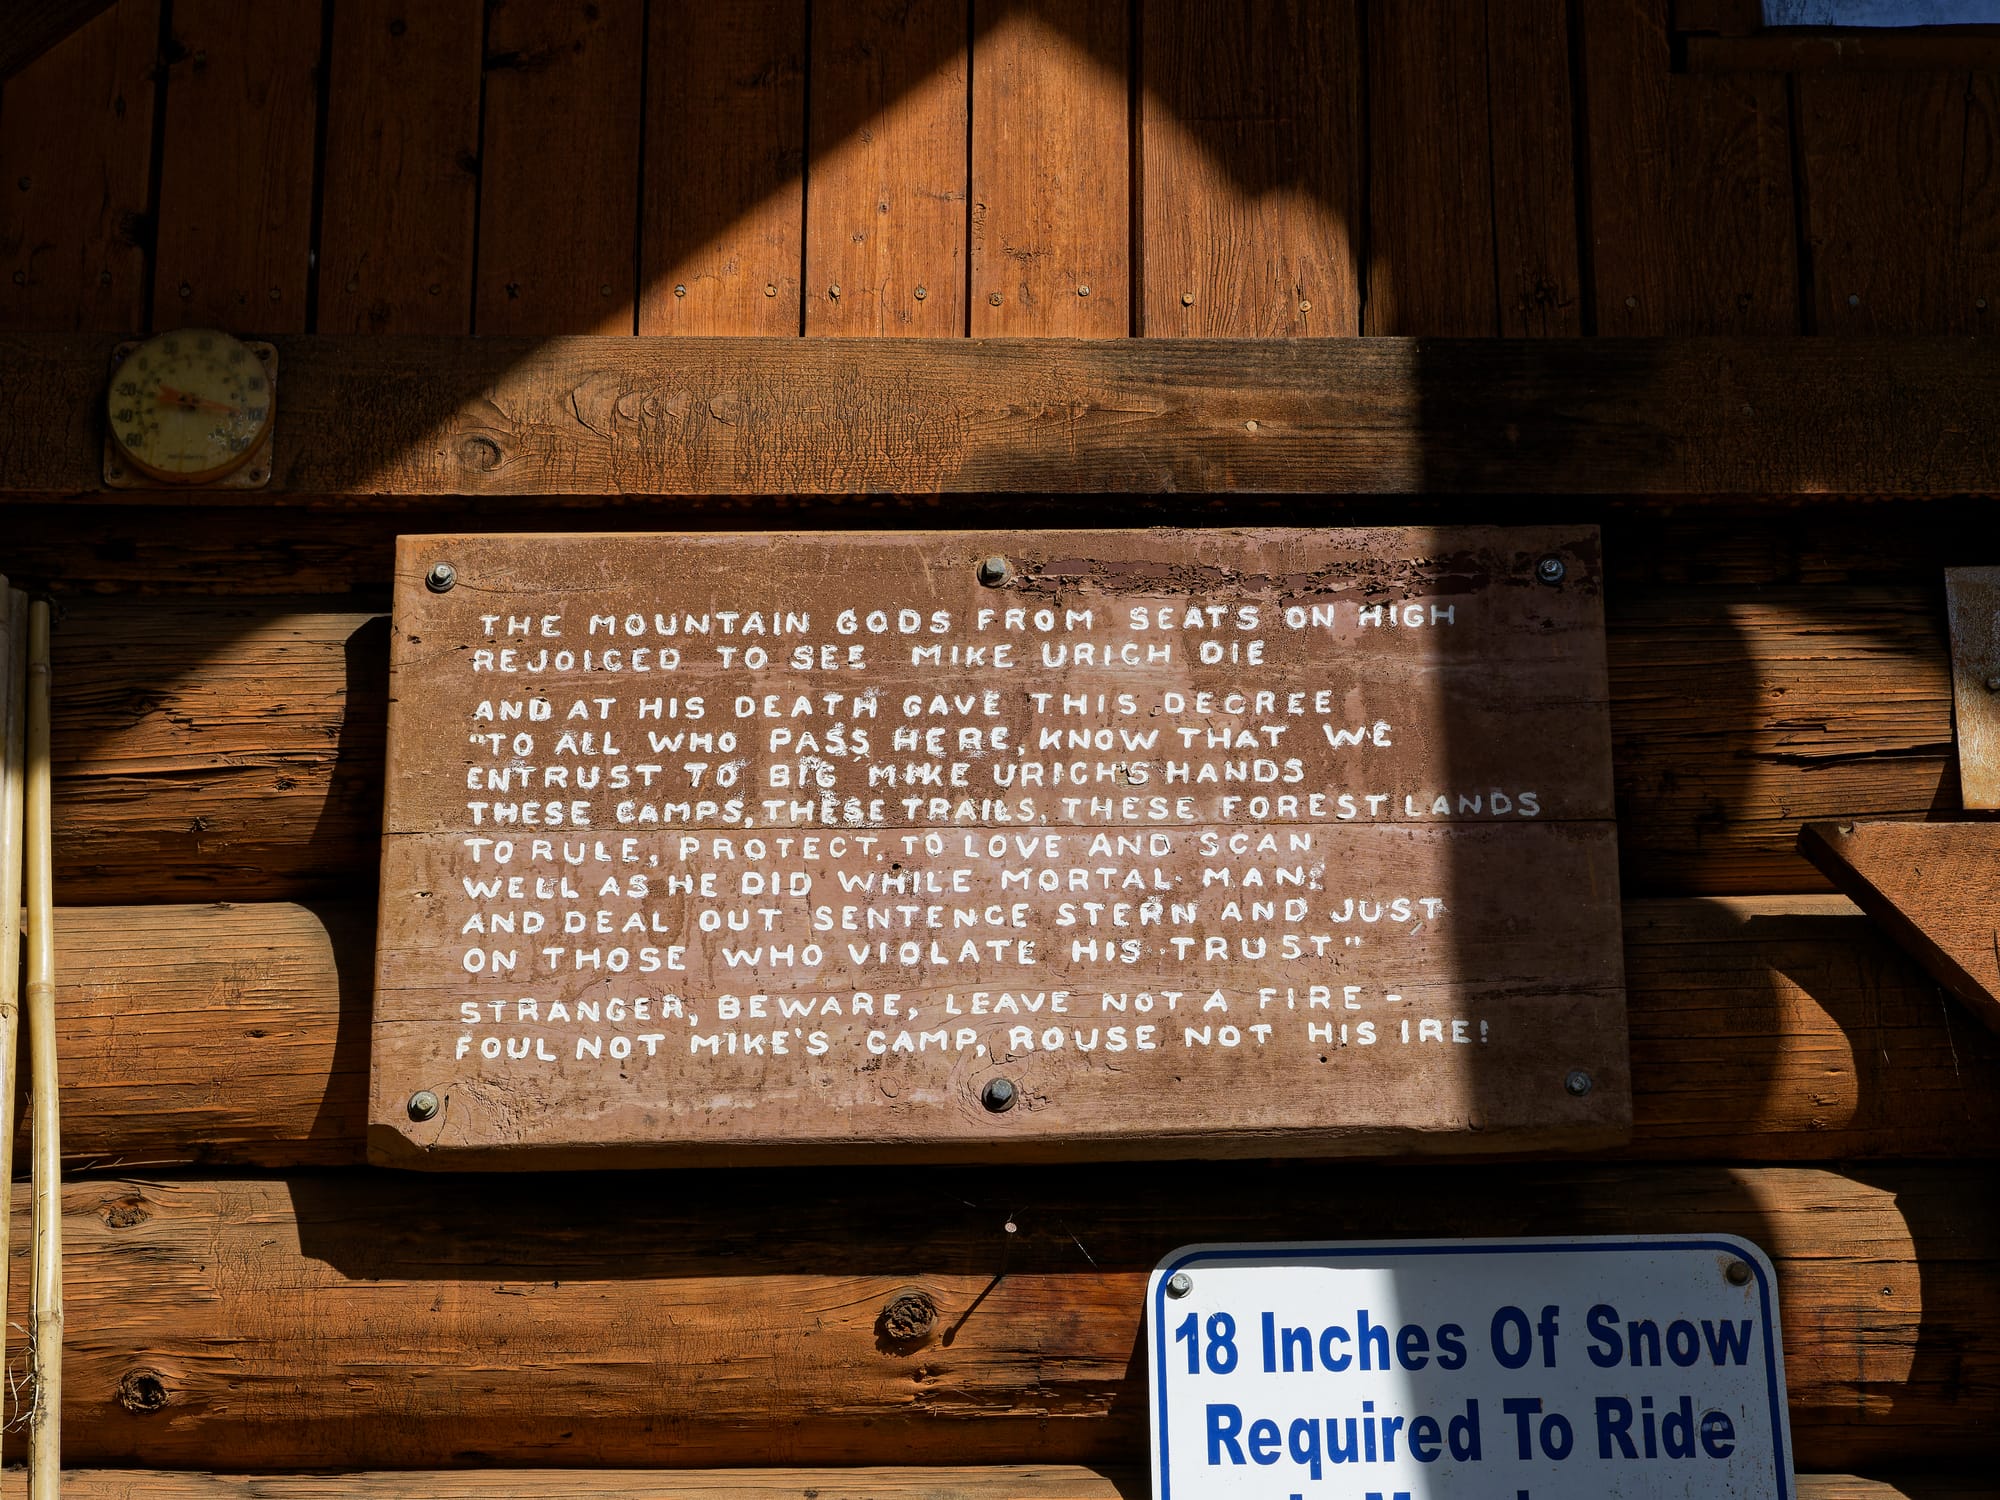 THE MOUNTAIN GODS FROM SEATS ON HIGH
REJOICED TO SEE MIKE URICH DIE
AND AT HIS DEATH GAVE THIS DECREE
"TO ALL WHO PASS HERE, KNOW THAT WE
ENTRUST TO BIG MIKE URICH'S HANDS
THESE CAMPS, THESE TRAILS, THESE FOREST LANDS
TO RULE, PROTECT, TO LOVE AND SCAN
WELL AS HE DID WHILE MORTAL MAN;
AND DEAL OUT SENTENCE STERN AND JUST
ON THOSE WHO VIOLATE HIS TRUST"
STRANGER, BEWARE, LEAVE NOT A FIRE -
FOUL NOT MIKE'S CAMP, ROUSE NOT HIS IRE!
18 Inches Of Snow
Required To Ride